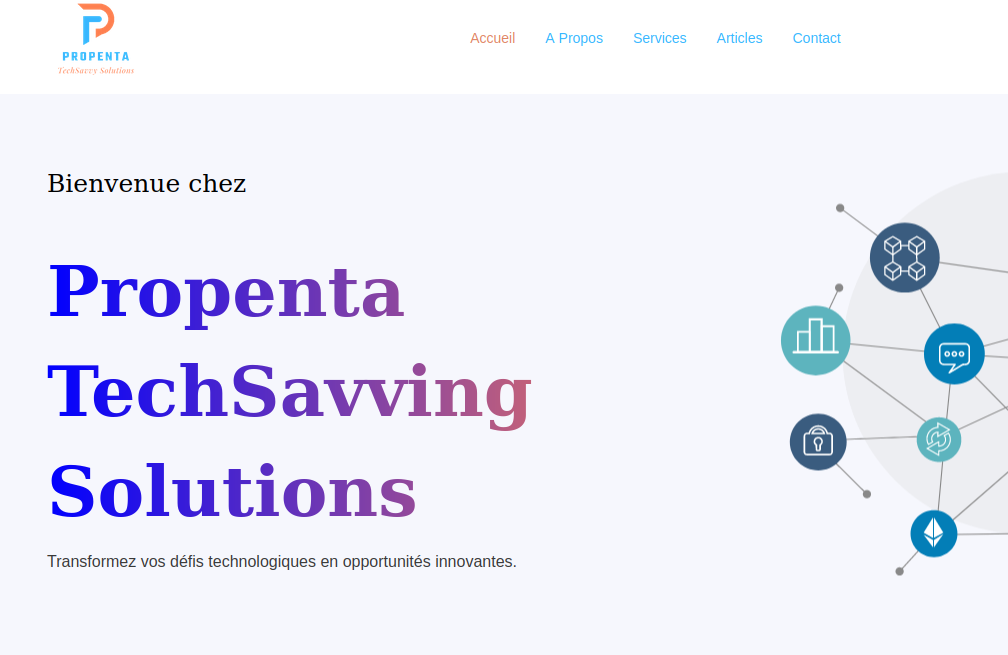 PROPENTA
TechSavvy Solutions
Accueil A Propos Services Articles Contact
Bienvenue chez
Propenta
TechSavving
Solutions
Transformez vos défis technologiques en opportunités innovantes.